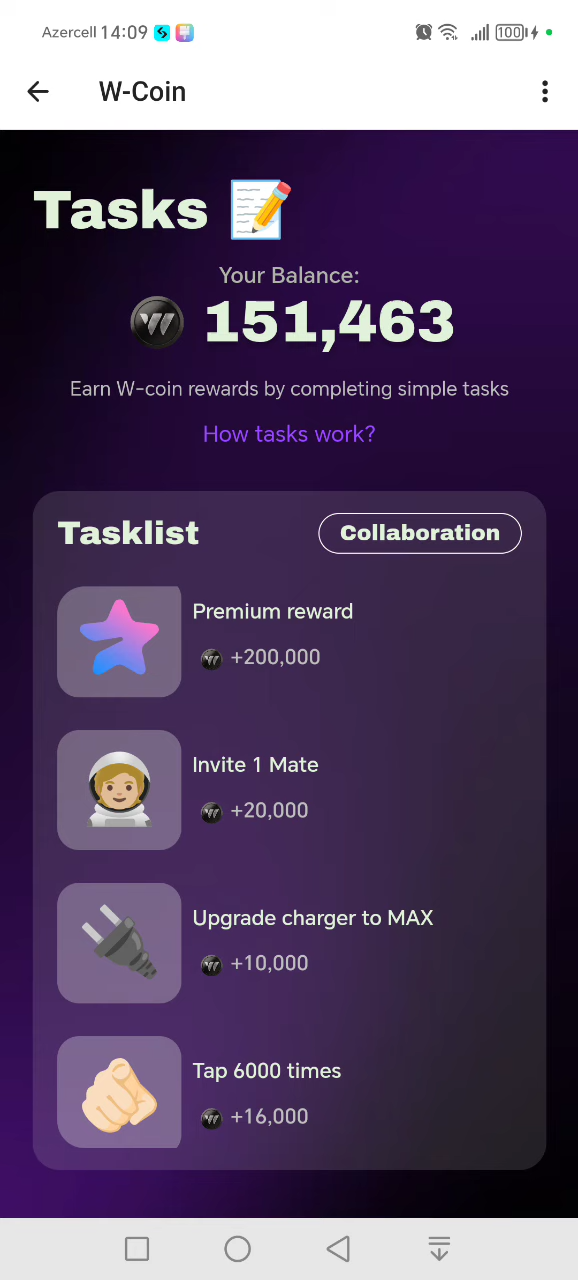 Azercell 14:09 100
W-Coin
Tasks
Your Balance:
151,463
Earn W-coin rewards by completing simple tasks
How tasks work?
Tasklist Collaboration
Premium reward
+200,000
Invite 1 Mate
+20,000
Upgrade charger to MAX
+10,000
Tap 6000 times
+16,000